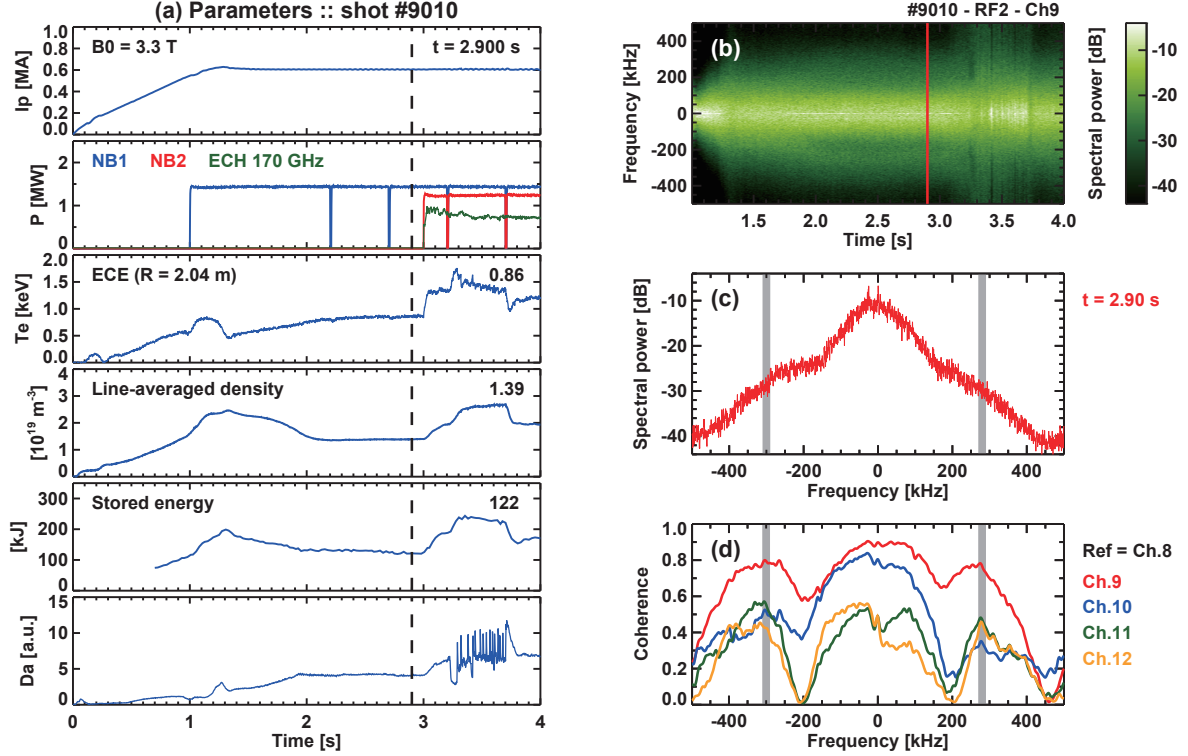 (a) Parameters :: shot #9010
B0 = 3.3 T
t = 2.900 s
Ip [MA]
1.0
0.8
0.6
0.4
0.2
0.0
NB1 NB2 ECH 170 GHz
P [MW]
2
1
0
ECE (R = 2.04 m)
0.86
Te [keV]
2.0
1.5
1.0
0.5
0.0
Line-averaged density
1.39
[10^19 m^-3]
4
3
2
1
0
Stored energy
122
[kJ]
300
200
100
0
Da [a.u.]
15
10
5
0
0 1 2 3 4
Time [s]
#9010 - RF2 - Ch9
(b)
Frequency [kHz]
400
200
0
-200
-400
1.5 2.0 2.5 3.0 3.5 4.0
Time [s]
Spectral power [dB]
-10
-20
-30
-40
(c)
t = 2.90 s
Spectral power [dB]
-10
-20
-30
-40
-400 -200 0 200 400
Frequency [kHz]
(d)
Ref = Ch.8
Ch.9
Ch.10
Ch.11
Ch.12
Coherence
1.0
0.8
0.6
0.4
0.2
0.0
-400 -200 0 200 400
Frequency [kHz]